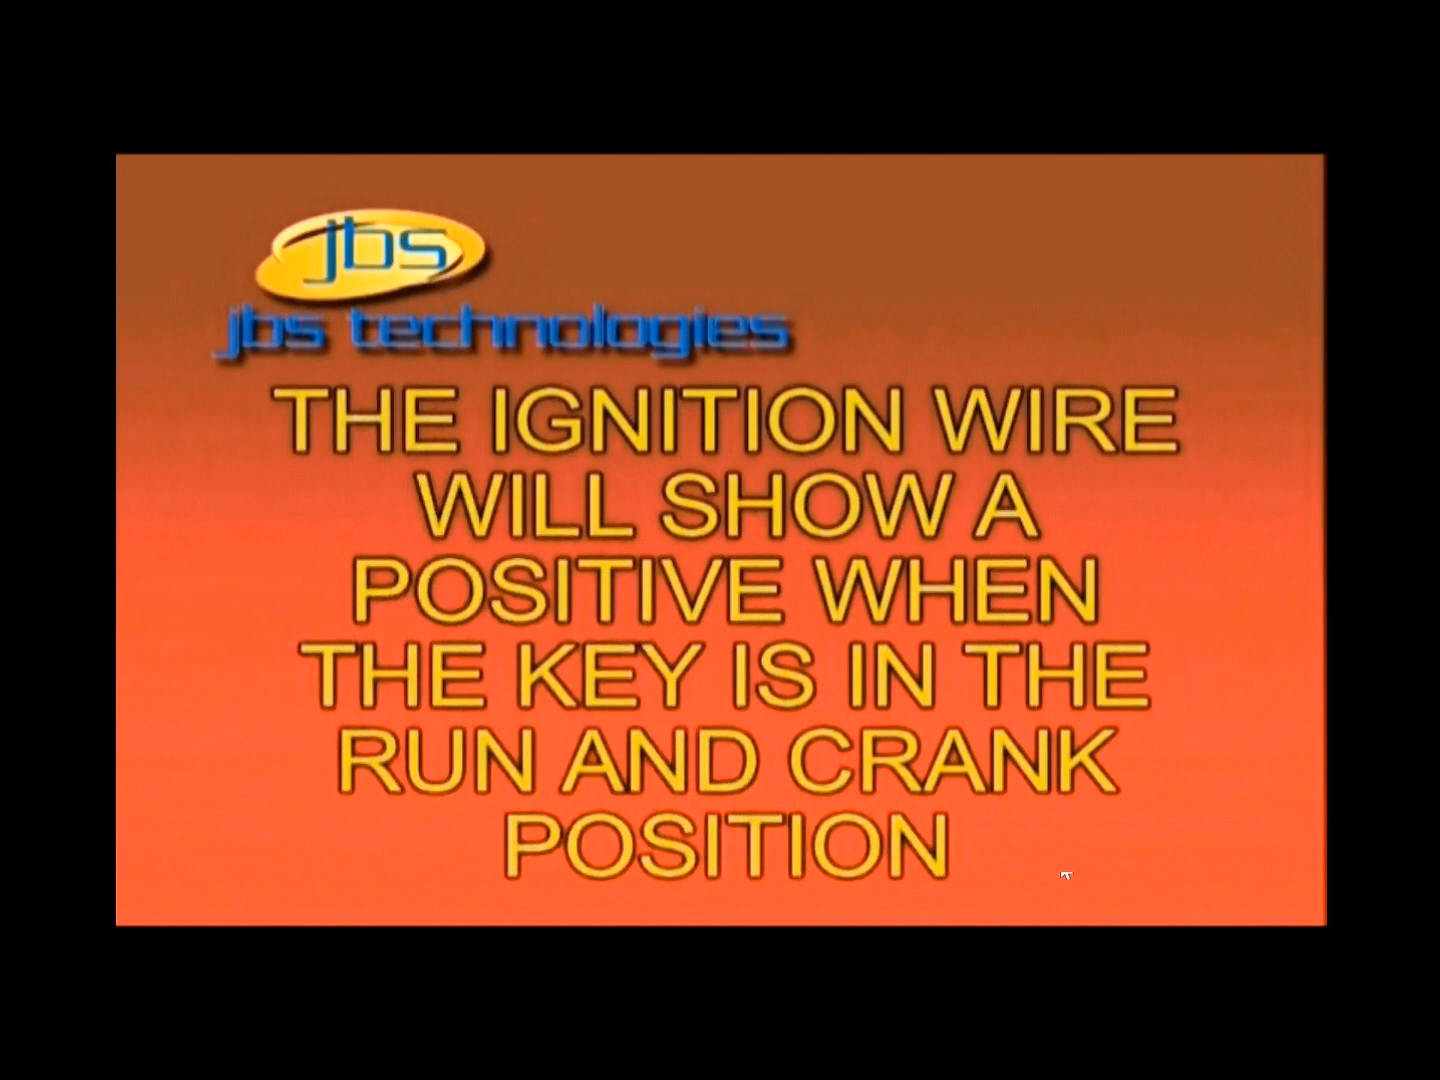 jbs
jbs technologies
THE IGNITION WIRE
WILL SHOW A
POSITIVE WHEN
THE KEY IS IN THE
RUN AND CRANK
POSITION